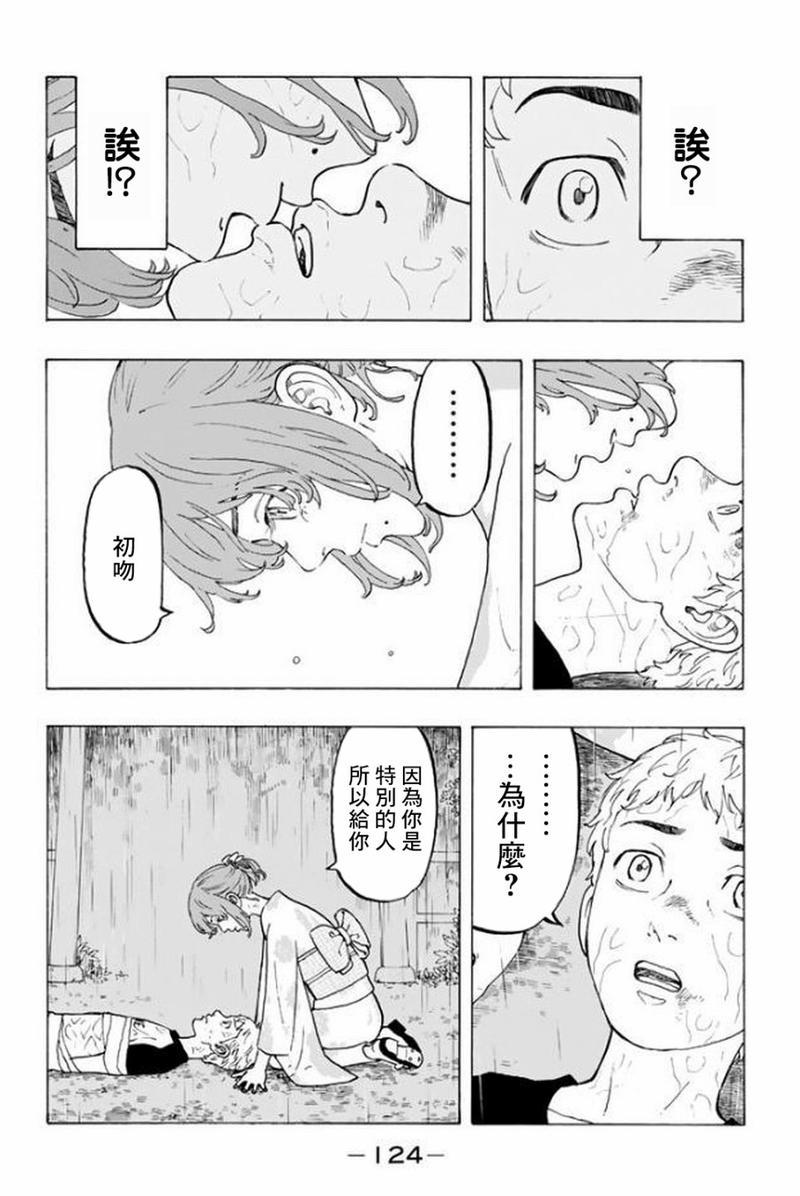 誒?
誒!?
………
初吻
………
…為什麼?
因為你是
特別的人
所以給你
—124—